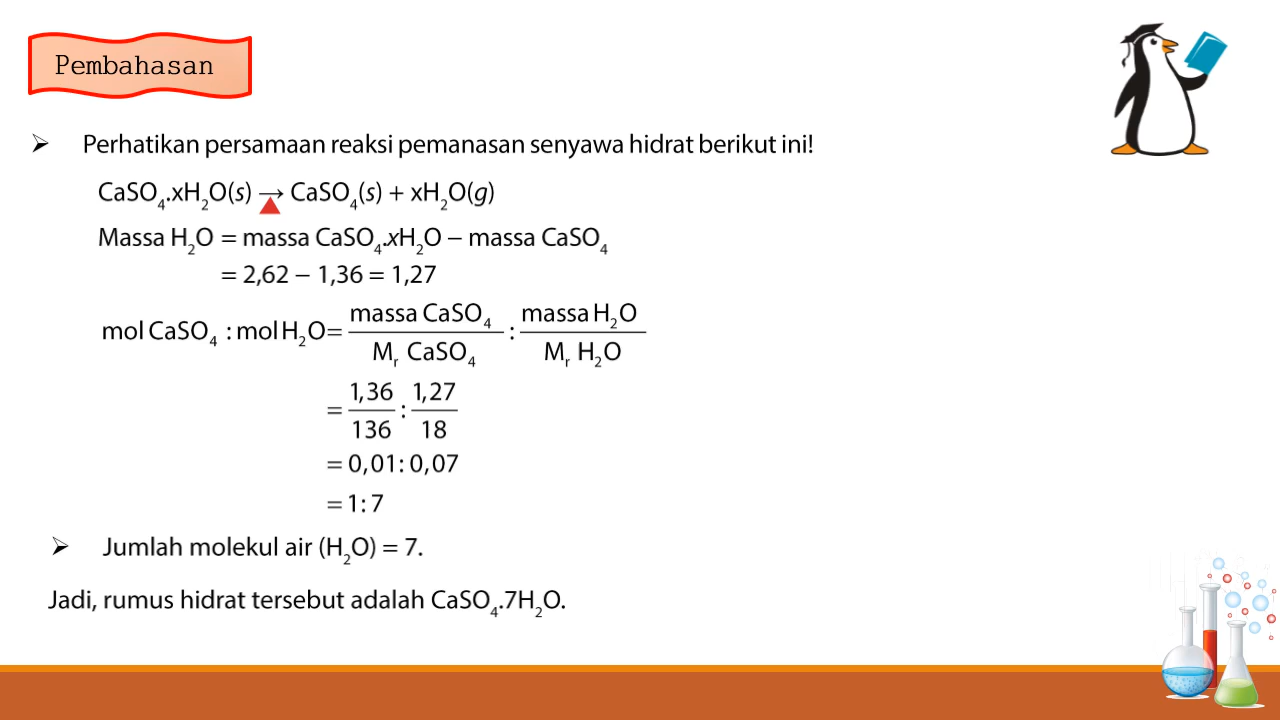 Pembahasan
➢ Perhatikan persamaan reaksi pemanasan senyawa hidrat berikut ini!
CaSO₄.xH₂O(s) → CaSO₄(s) + xH₂O(g)
Massa H₂O = massa CaSO₄.xH₂O − massa CaSO₄
= 2,62 − 1,36 = 1,27
mol CaSO₄ : mol H₂O = massa CaSO₄ / Mᵣ CaSO₄ : massa H₂O / Mᵣ H₂O
= 1,36/136 : 1,27/18
= 0,01 : 0,07
= 1 : 7
➢ Jumlah molekul air (H₂O) = 7.
Jadi, rumus hidrat tersebut adalah CaSO₄.7H₂O.